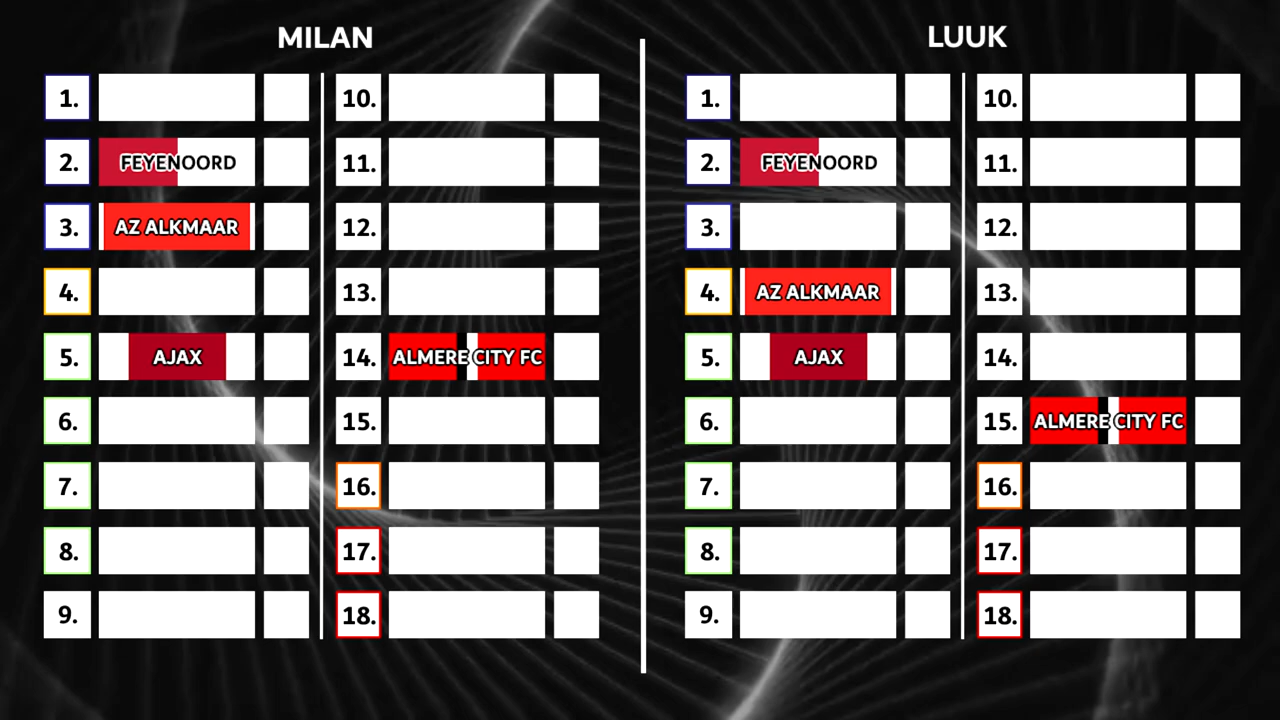 MILAN
1.
2. FEYENOORD
3. AZ ALKMAAR
4.
5. AJAX
6.
7.
8.
9.
10.
11.
12.
13.
14. ALMERE CITY FC
15.
16.
17.
18.
LUUK
1.
2. FEYENOORD
3.
4. AZ ALKMAAR
5. AJAX
6.
7.
8.
9.
10.
11.
12.
13.
14.
15. ALMERE CITY FC
16.
17.
18.